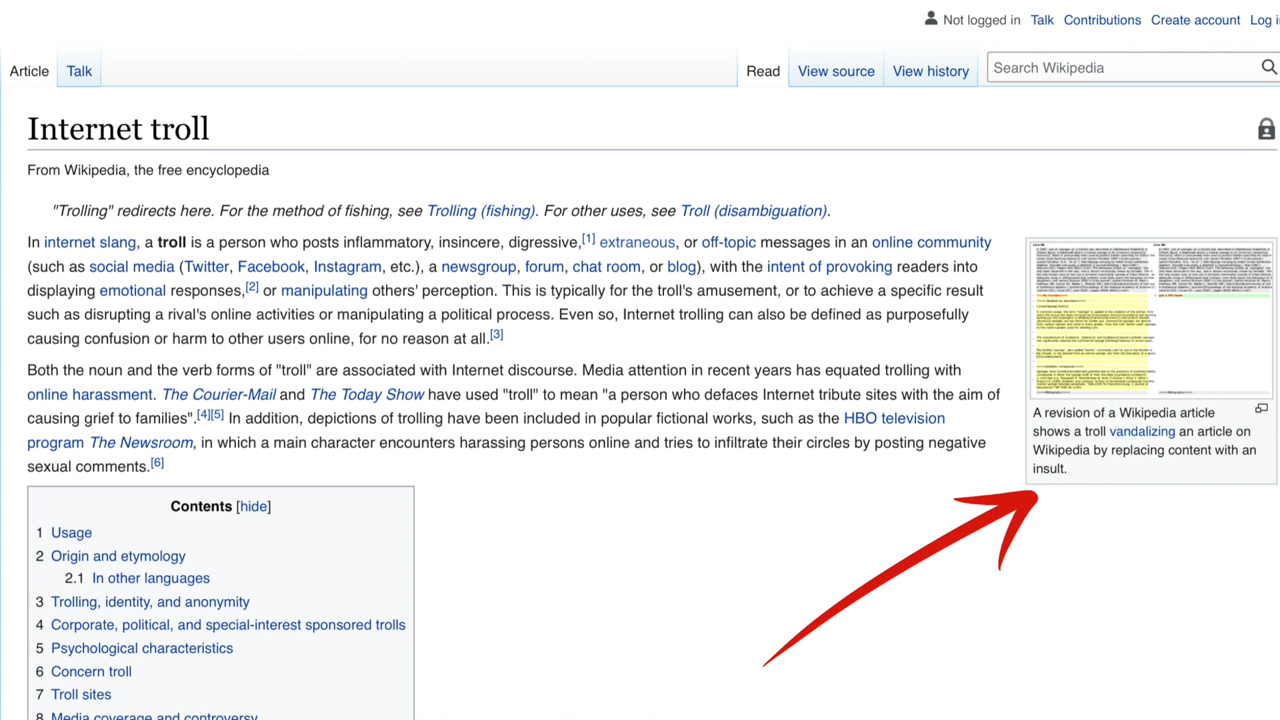 Not logged in Talk Contributions Create account Log i
Article Talk Read View source View history Search Wikipedia
Internet troll
From Wikipedia, the free encyclopedia
"Trolling" redirects here. For the method of fishing, see Trolling (fishing). For other uses, see Troll (disambiguation).
In internet slang, a troll is a person who posts inflammatory, insincere, digressive,[1] extraneous, or off-topic messages in an online community
(such as social media (Twitter, Facebook, Instagram, etc.), a newsgroup, forum, chat room, or blog), with the intent of provoking readers into
displaying emotional responses,[2] or manipulating others' perception. This is typically for the troll's amusement, or to achieve a specific result
such as disrupting a rival's online activities or manipulating a political process. Even so, Internet trolling can also be defined as purposefully
causing confusion or harm to other users online, for no reason at all.[3]
Both the noun and the verb forms of "troll" are associated with Internet discourse. Media attention in recent years has equated trolling with
online harassment. The Courier-Mail and The Today Show have used "troll" to mean "a person who defaces Internet tribute sites with the aim of
causing grief to families".[4][5] In addition, depictions of trolling have been included in popular fictional works, such as the HBO television
program The Newsroom, in which a main character encounters harassing persons online and tries to infiltrate their circles by posting negative
sexual comments.[6]
A revision of a Wikipedia article
shows a troll vandalizing an article on
Wikipedia by replacing content with an
insult.
Contents [hide]
1 Usage
2 Origin and etymology
2.1 In other languages
3 Trolling, identity, and anonymity
4 Corporate, political, and special-interest sponsored trolls
5 Psychological characteristics
6 Concern troll
7 Troll sites
8 Media coverage and controversy